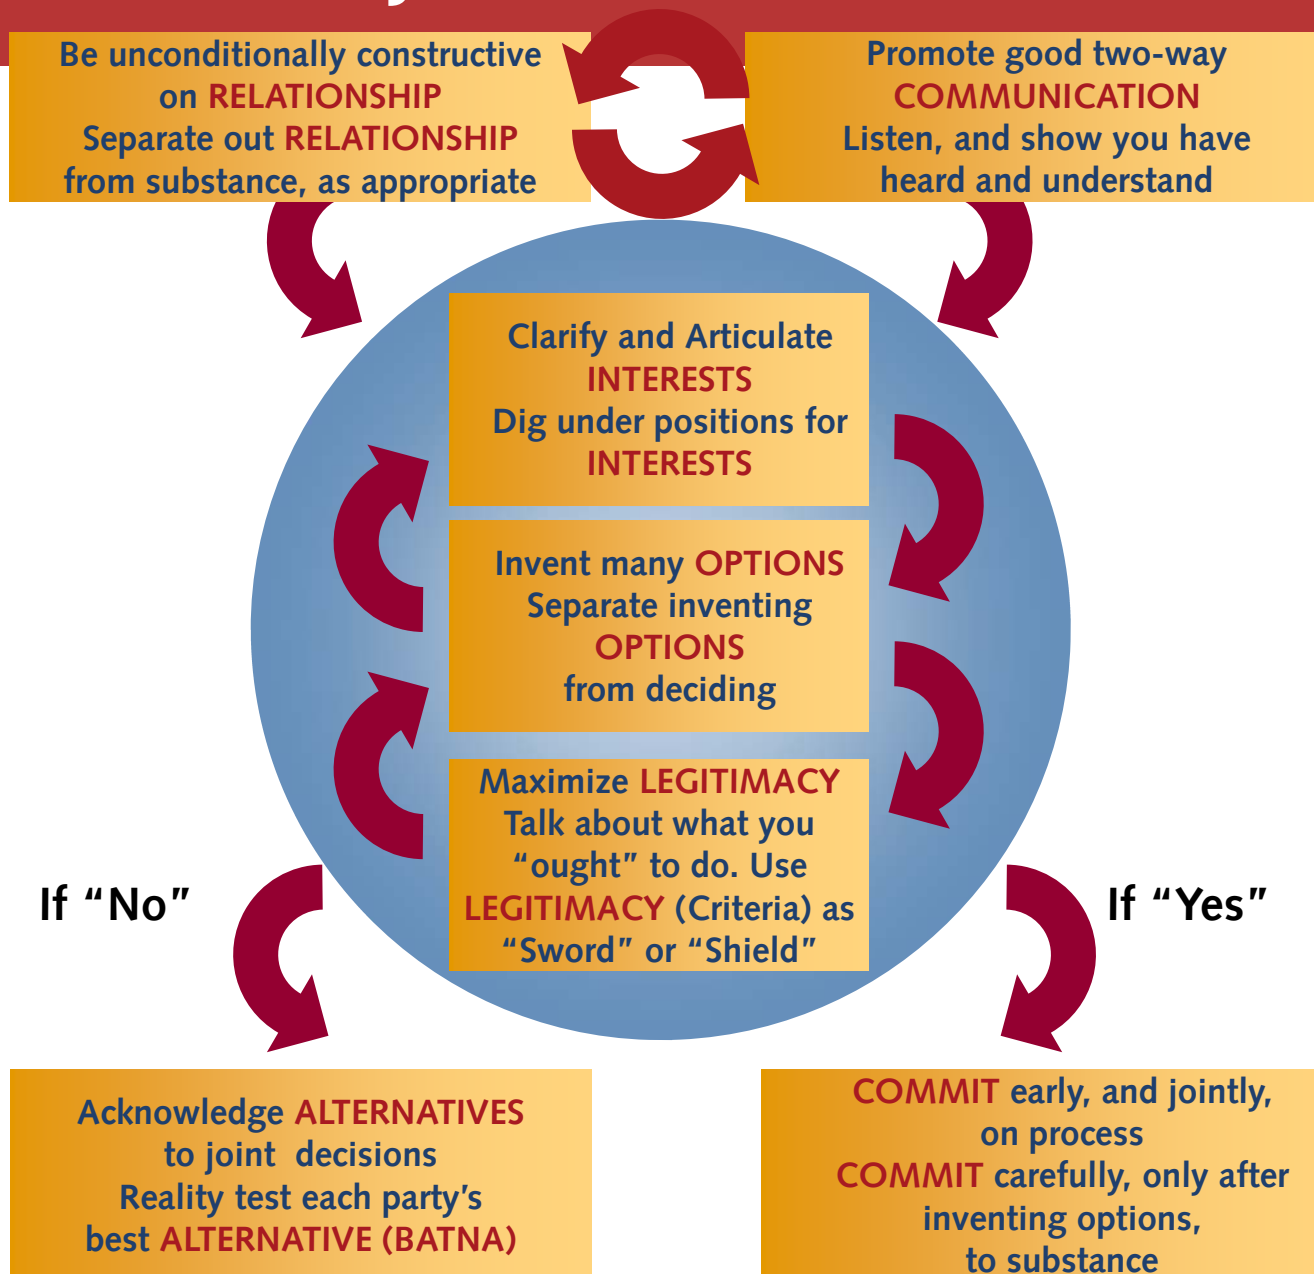 Be unconditionally constructive
on RELATIONSHIP
Separate out RELATIONSHIP
from substance, as appropriate
Promote good two-way
COMMUNICATION
Listen, and show you have
heard and understand
Clarify and Articulate
INTERESTS
Dig under positions for
INTERESTS
Invent many OPTIONS
Separate inventing
OPTIONS
from deciding
Maximize LEGITIMACY
Talk about what you
“ought” to do. Use
LEGITIMACY (Criteria) as
“Sword” or “Shield”
If “No”
If “Yes”
Acknowledge ALTERNATIVES
to joint decisions
Reality test each party’s
best ALTERNATIVE (BATNA)
COMMIT early, and jointly,
on process
COMMIT carefully, only after
inventing options,
to substance